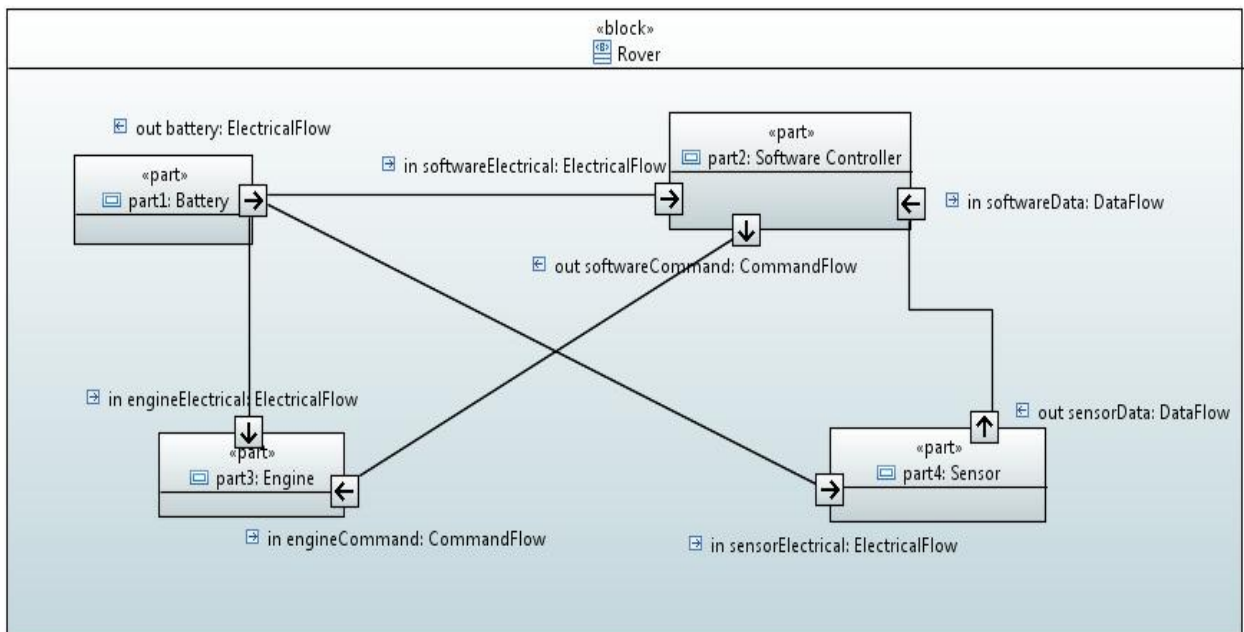 «block»
Rover
out battery: ElectricalFlow
«part»
part1: Battery
in softwareElectrical: ElectricalFlow
«part»
part2: Software Controller
in softwareData: DataFlow
out softwareCommand: CommandFlow
in engineElectrical: ElectricalFlow
«part»
part3: Engine
in engineCommand: CommandFlow
out sensorData: DataFlow
«part»
part4: Sensor
in sensorElectrical: ElectricalFlow